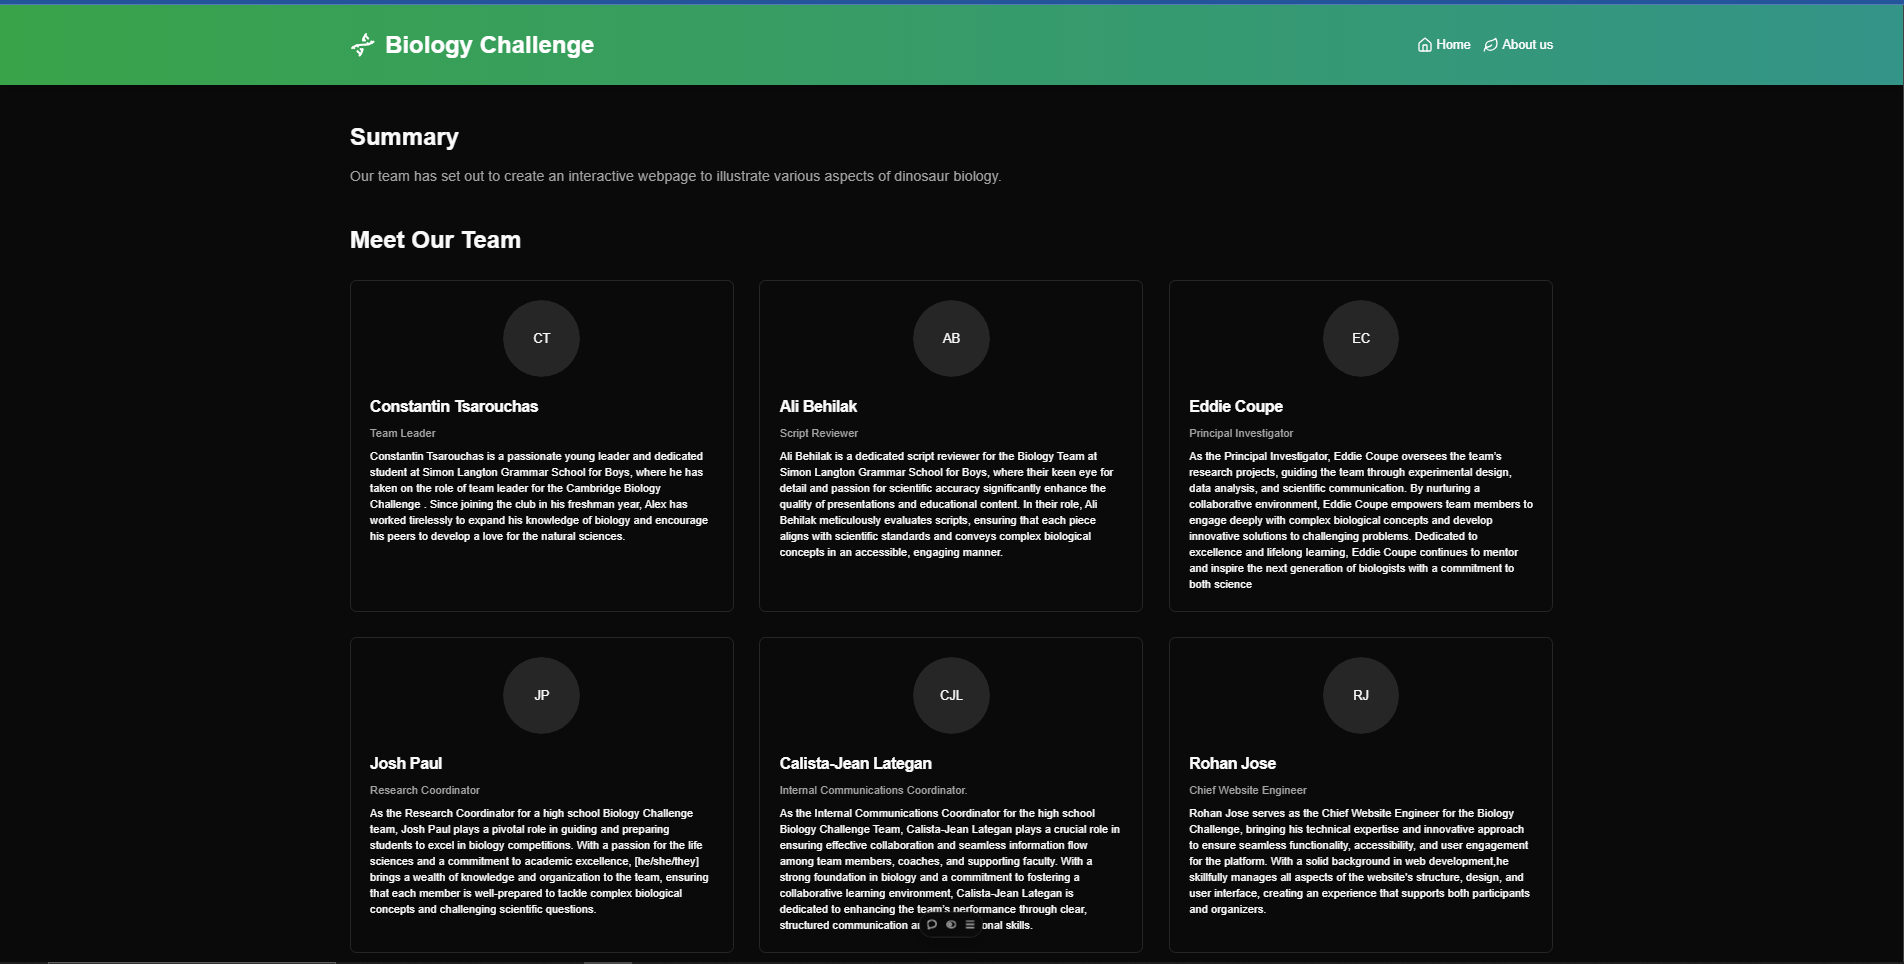 Biology Challenge
Home About us
Summary
Our team has set out to create an interactive webpage to illustrate various aspects of dinosaur biology.
Meet Our Team
CT
Constantin Tsarouchas
Team Leader
Constantin Tsarouchas is a passionate young leader and dedicated
student at Simon Langton Grammar School for Boys, where he has
taken on the role of team leader for the Cambridge Biology
Challenge . Since joining the club in his freshman year, Alex has
worked tirelessly to expand his knowledge of biology and encourage
his peers to develop a love for the natural sciences.
AB
Ali Behilak
Script Reviewer
Ali Behilak is a dedicated script reviewer for the Biology Team at
Simon Langton Grammar School for Boys, where their keen eye for
detail and passion for scientific accuracy significantly enhance the
quality of presentations and educational content. In their role, Ali
Behilak meticulously evaluates scripts, ensuring that each piece
aligns with scientific standards and conveys complex biological
concepts in an accessible, engaging manner.
EC
Eddie Coupe
Principal Investigator
As the Principal Investigator, Eddie Coupe oversees the team's
research projects, guiding the team through experimental design,
data analysis, and scientific communication. By nurturing a
collaborative environment, Eddie Coupe empowers team members to
engage deeply with complex biological concepts and develop
innovative solutions to challenging problems. Dedicated to
excellence and lifelong learning, Eddie Coupe continues to mentor
and inspire the next generation of biologists with a commitment to
both science
JP
Josh Paul
Research Coordinator
As the Research Coordinator for a high school Biology Challenge
team, Josh Paul plays a pivotal role in guiding and preparing
students to excel in biology competitions. With a passion for the life
sciences and a commitment to academic excellence, [he/she/they]
brings a wealth of knowledge and organization to the team, ensuring
that each member is well-prepared to tackle complex biological
concepts and challenging scientific questions.
CJL
Calista-Jean Lategan
Internal Communications Coordinator.
As the Internal Communications Coordinator for the high school
Biology Challenge Team, Calista-Jean Lategan plays a crucial role in
ensuring effective collaboration and seamless information flow
among team members, coaches, and supporting faculty. With a
strong foundation in biology and a commitment to fostering a
collaborative learning environment, Calista-Jean Lategan is
dedicated to enhancing the team's performance through clear,
structured communication skills.
RJ
Rohan Jose
Chief Website Engineer
Rohan Jose serves as the Chief Website Engineer for the Biology
Challenge, bringing his technical expertise and innovative approach
to ensure seamless functionality, accessibility, and user engagement
for the platform. With a solid background in web development,he
skillfully manages all aspects of the website's structure, design, and
user interface, creating an experience that supports both participants
and organizers.